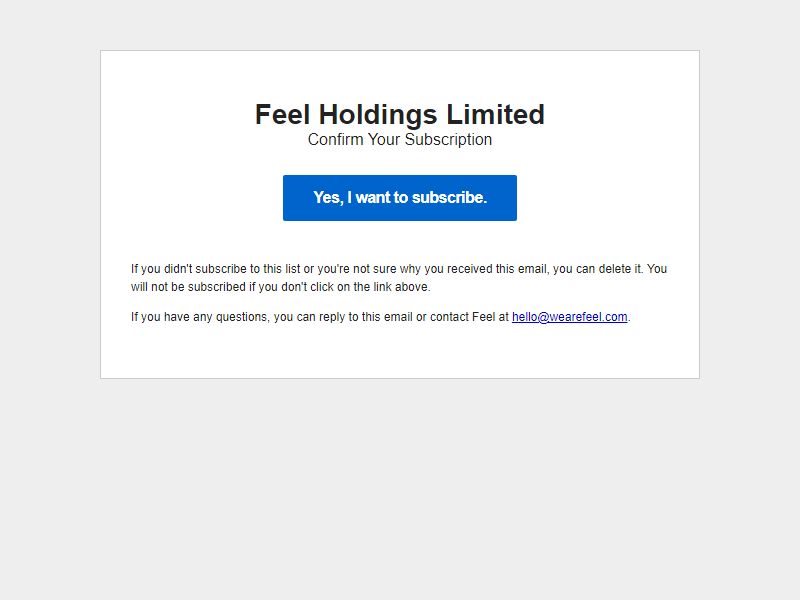 Feel Holdings Limited
Confirm Your Subscription
Yes, I want to subscribe.
If you didn't subscribe to this list or you're not sure why you received this email, you can delete it. You
will not be subscribed if you don't click on the link above.
If you have any questions, you can reply to this email or contact Feel at hello@wearefeel.com.